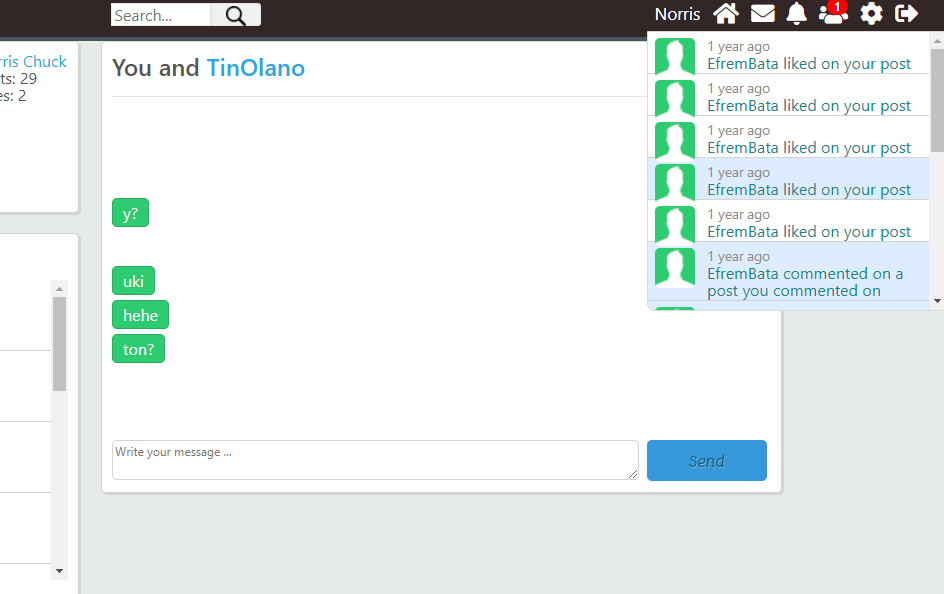 Search...
Norris
1
rris Chuck
ts: 29
es: 2
You and TinOlano
y?
uki
hehe
ton?
Write your message ...
Send
1 year ago
EfremBata liked on your post
1 year ago
EfremBata liked on your post
1 year ago
EfremBata liked on your post
1 year ago
EfremBata liked on your post
1 year ago
EfremBata liked on your post
1 year ago
EfremBata commented on a
post you commented on